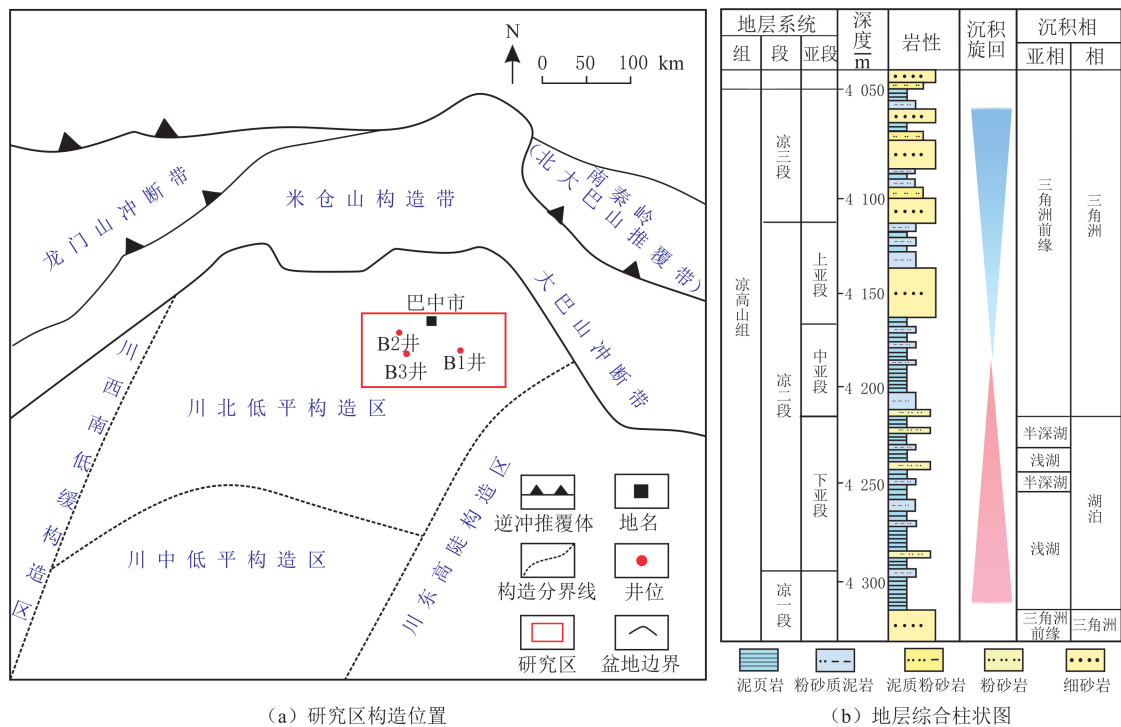 N
0 50 100 km
龙门山冲断带
米仓山构造带
南秦岭
(北大巴山推覆带)
大巴山冲断带
巴中市
B2井
B3井
B1井
川北低平构造区
川西南低缓构造区
川中低平构造区
川东高陡构造区
逆冲推覆体
地名
构造分界线
井位
研究区
盆地边界
(a) 研究区构造位置
地层系统
组
段
亚段
深度/m
岩性
沉积旋回
沉积相
亚相
相
4 050
4 100
4 150
4 200
4 250
4 300
凉高山组
凉三段
凉二段
凉一段
上亚段
中亚段
下亚段
三角洲前缘
半深湖
浅湖
半深湖
浅湖
三角洲前缘
三角洲
湖泊
三角洲
泥页岩
粉砂质泥岩
泥质粉砂岩
粉砂岩
细砂岩
(b) 地层综合柱状图